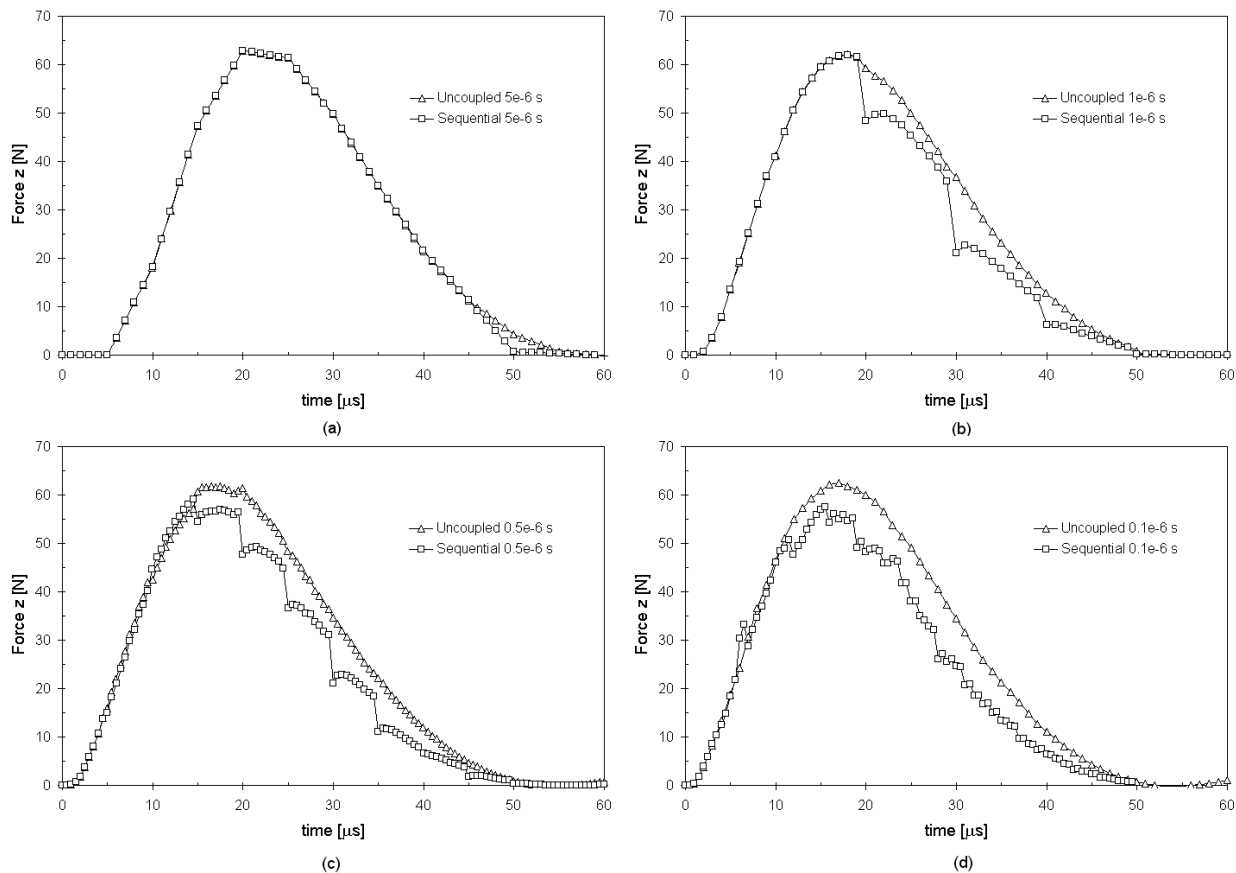 70
60
50
40
30
20
10
0
Force z [N]
Uncoupled 5e-6 s
Sequential 5e-6 s
0 10 20 30 40 50 60
time [μs]
(a)
70
60
50
40
30
20
10
0
Force z [N]
Uncoupled 1e-6 s
Sequential 1e-6 s
0 10 20 30 40 50 60
time [μs]
(b)
70
60
50
40
30
20
10
0
Force z [N]
Uncoupled 0.5e-6 s
Sequential 0.5e-6 s
0 10 20 30 40 50 60
time [μs]
(c)
70
60
50
40
30
20
10
0
Force z [N]
Uncoupled 0.1e-6 s
Sequential 0.1e-6 s
0 10 20 30 40 50 60
time [μs]
(d)